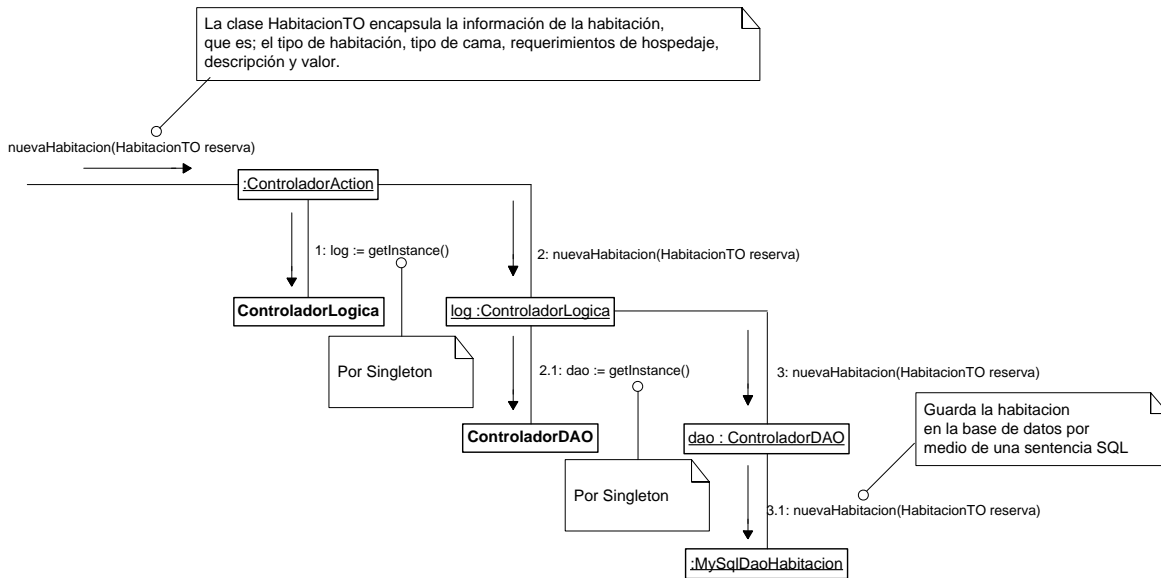 La clase HabitacionTO encapsula la información de la habitación,
que es; el tipo de habitación, tipo de cama, requerimientos de hospedaje,
descripción y valor.
nuevaHabitacion(HabitacionTO reserva)
:ControladorAction
1: log := getInstance()
2: nuevaHabitacion(HabitacionTO reserva)
ControladorLogica
log :ControladorLogica
Por Singleton
2.1: dao := getInstance()
3: nuevaHabitacion(HabitacionTO reserva)
Guarda la habitacion
en la base de datos por
medio de una sentencia SQL
ControladorDAO
dao : ControladorDAO
Por Singleton
3.1: nuevaHabitacion(HabitacionTO reserva)
:MySqlDaoHabitacion